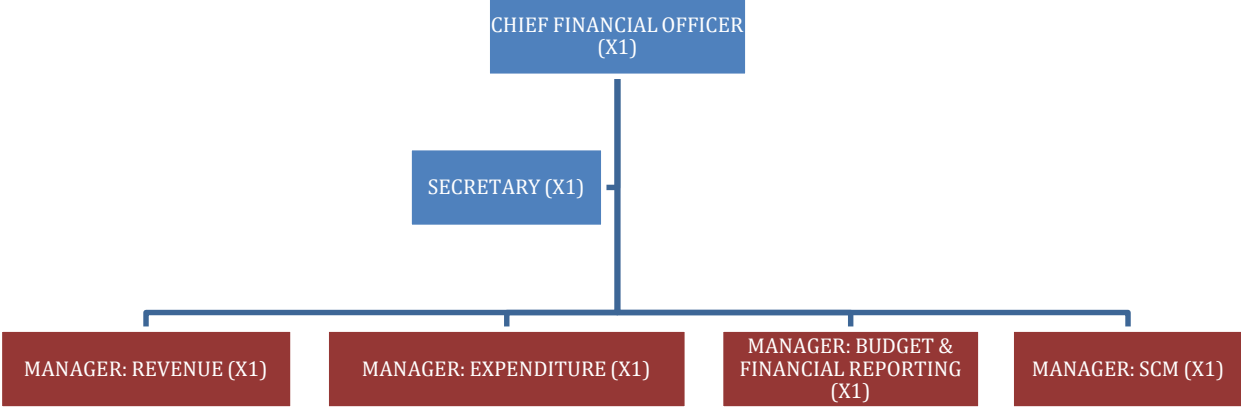 CHIEF FINANCIAL OFFICER
(X1)
SECRETARY (X1)
MANAGER: REVENUE (X1)
MANAGER: EXPENDITURE (X1)
MANAGER: BUDGET &
FINANCIAL REPORTING
(X1)
MANAGER: SCM (X1)